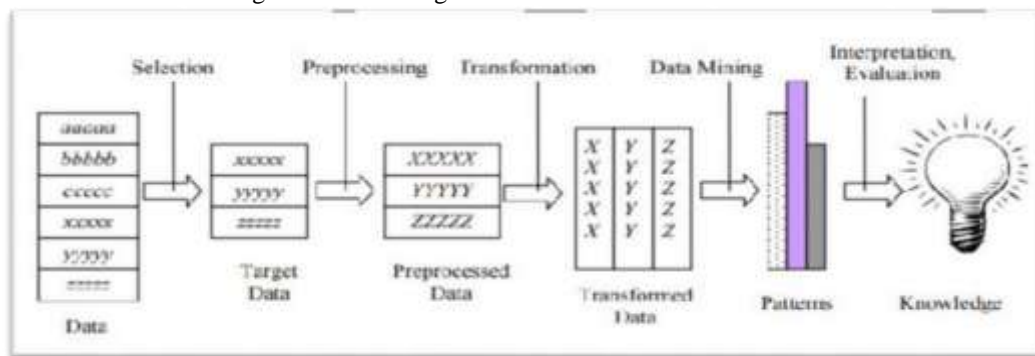 Selection
Preprocessing
Transformation
Data Mining
Interpretation,
Evaluation
aaaaa
bbbbb
ccccc
xxxxx
yyyyy
zzzzz
Data
xxxxx
yyyyy
zzzzz
Target
Data
XXXXX
YYYYY
ZZZZZ
Preprocessed
Data
X Y Z
X Y Z
X Y Z
X Y Z
X Y Z
Transformed
Data
Patterns
Knowledge